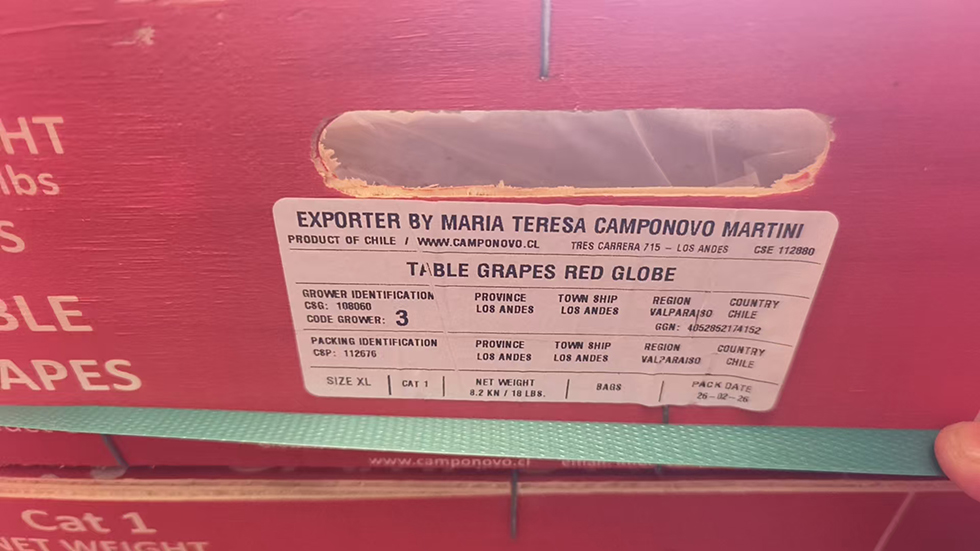 HT
lbs
S
BLE
APES
EXPORTER BY MARIA TERESA CAMPONOVO MARTINI
PRODUCT OF CHILE / WWW.CAMPONOVO.CL TRES CARRERA 715 - LOS ANDES CSE 112880
TABLE GRAPES RED GLOBE
GROWER IDENTIFICATION PROVINCE TOWN SHIP REGION COUNTRY
CSG: 108060 LOS ANDES LOS ANDES VALPARAISO CHILE
CODE GROWER: 3 GGN: 4052852174152
PACKING IDENTIFICATION PROVINCE TOWN SHIP REGION COUNTRY
CSP: 112676 LOS ANDES LOS ANDES VALPARAISO CHILE
SIZE XL CAT 1 NET WEIGHT BAGS PACK DATE
8.2 KN / 18 LBS. 26-02-26
www.camponovo.cl email:
Cat 1
NET WEIGHT